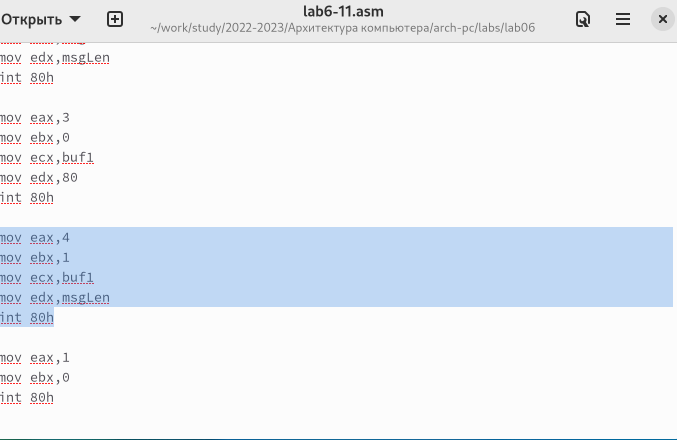 Открыть
lab6-11.asm
~/work/study/2022-2023/Архитектура компьютера/arch-pc/labs/lab06
mov edx,msgLen
int 80h
mov eax,3
mov ebx,0
mov ecx,buf1
mov edx,80
int 80h
mov eax,4
mov ebx,1
mov ecx,buf1
mov edx,msgLen
int 80h
mov eax,1
mov ebx,0
int 80h